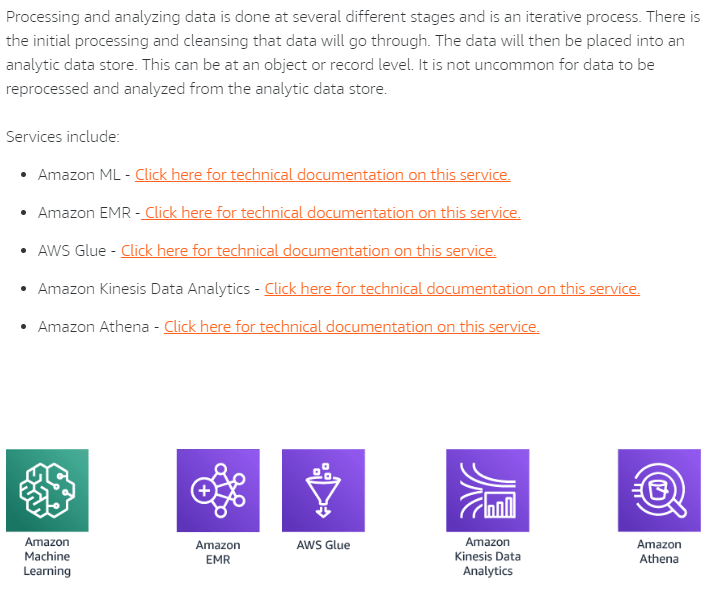 Processing and analyzing data is done at several different stages and is an iterative process. There is
the initial processing and cleansing that data will go through. The data will then be placed into an
analytic data store. This can be at an object or record level. It is not uncommon for data to be
reprocessed and analyzed from the analytic data store.
Services include:
• Amazon ML - Click here for technical documentation on this service.
• Amazon EMR - Click here for technical documentation on this service.
• AWS Glue - Click here for technical documentation on this service.
• Amazon Kinesis Data Analytics - Click here for technical documentation on this service.
• Amazon Athena - Click here for technical documentation on this service.
Amazon
Machine
Learning
Amazon
EMR
AWS Glue
Amazon
Kinesis Data
Analytics
Amazon
Athena